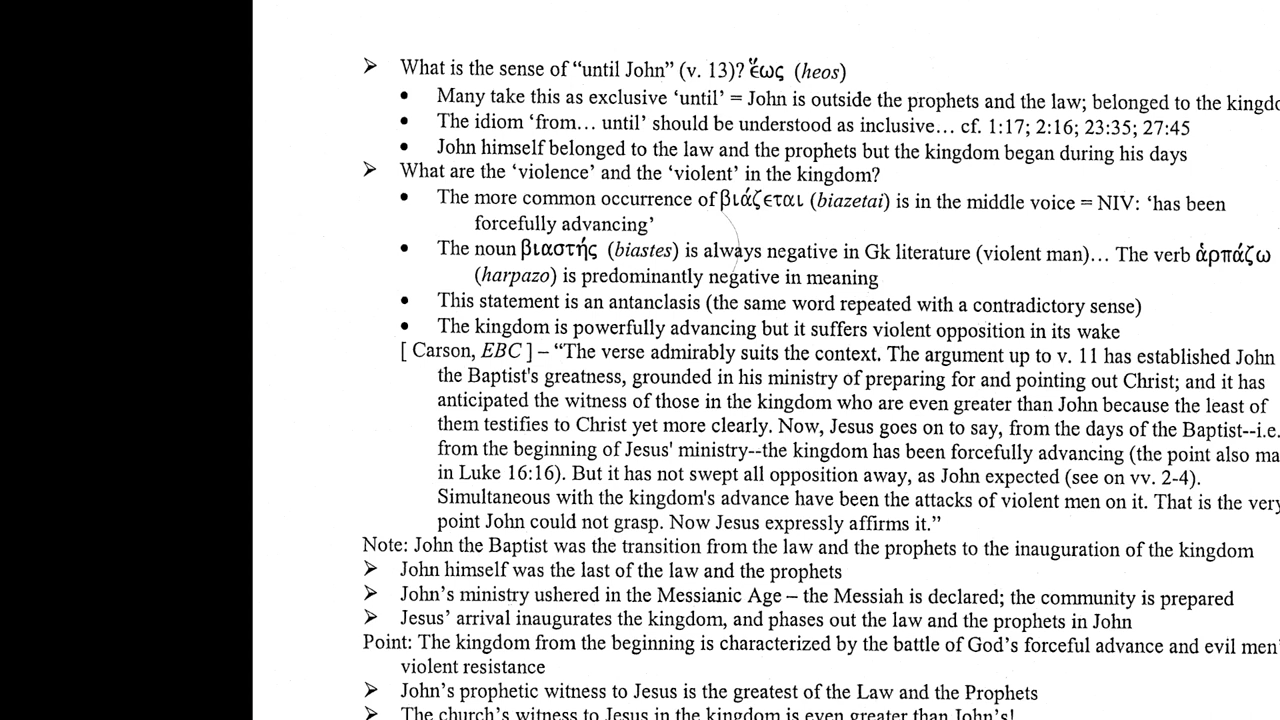 ➢ What is the sense of “until John” (v. 13)? ἕως (heos)
• Many take this as exclusive ‘until’ = John is outside the prophets and the law; belonged to the
• The idiom ‘from… until’ should be understood as inclusive… cf. 1:17; 2:16; 23:35; 27:45
• John himself belonged to the law and the prophets but the kingdom began during his days
➢ What are the ‘violence’ and the ‘violent’ in the kingdom?
• The more common occurrence of βιάζεται (biazetai) is in the middle voice = NIV: ‘has been
forcefully advancing’
• The noun βιαστής (biastes) is always negative in Gk literature (violent man)… The verb ἁρπάζω
(harpazo) is predominantly negative in meaning
• This statement is an antanclasis (the same word repeated with a contradictory sense)
• The kingdom is powerfully advancing but it suffers violent opposition in its wake
[ Carson, EBC ] – “The verse admirably suits the context. The argument up to v. 11 has established John
the Baptist's greatness, grounded in his ministry of preparing for and pointing out Christ; and it has
anticipated the witness of those in the kingdom who are even greater than John because the least of
them testifies to Christ yet more clearly. Now, Jesus goes on to say, from the days of the Baptist--i.e.
from the beginning of Jesus' ministry--the kingdom has been forcefully advancing (the point also
in Luke 16:16). But it has not swept all opposition away, as John expected (see on vv. 2-4).
Simultaneous with the kingdom's advance have been the attacks of violent men on it. That is the very
point John could not grasp. Now Jesus expressly affirms it.”
Note: John the Baptist was the transition from the law and the prophets to the inauguration of the kingdom
➢ John himself was the last of the law and the prophets
➢ John’s ministry ushered in the Messianic Age – the Messiah is declared; the community is prepared
➢ Jesus’ arrival inaugurates the kingdom, and phases out the law and the prophets in John
Point: The kingdom from the beginning is characterized by the battle of God’s forceful advance and evil men’
violent resistance
➢ John’s prophetic witness to Jesus is the greatest of the Law and the Prophets
➢ The church’s witness to Jesus in the kingdom is even greater than John’s!